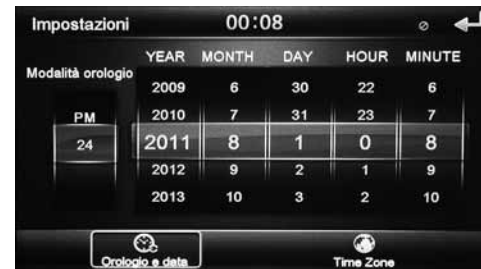 Impostazioni 00:08
YEAR MONTH DAY HOUR MINUTE
Modalità orologio
2009 6 30 22 6
PM 2010 7 31 23 7
24 2011 8 1 0 8
2012 9 2 1 9
2013 10 3 2 10
Orologio e data Time Zone